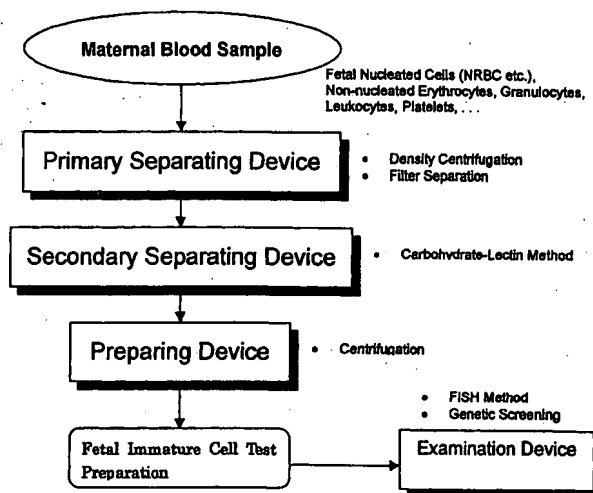 Maternal Blood Sample
Fetal Nucleated Cells (NRBC etc.),
Non-nucleated Erythrocytes, Granulocytes,
Leukocytes, Platelets, . . .
Primary Separating Device
• Density Centrifugation
• Filter Separation
Secondary Separating Device
• Carbohydrate-Lectin Method
Preparing Device
• Centrifugation
• FISH Method
• Genetic Screening
Fetal Immature Cell Test
Preparation
Examination Device